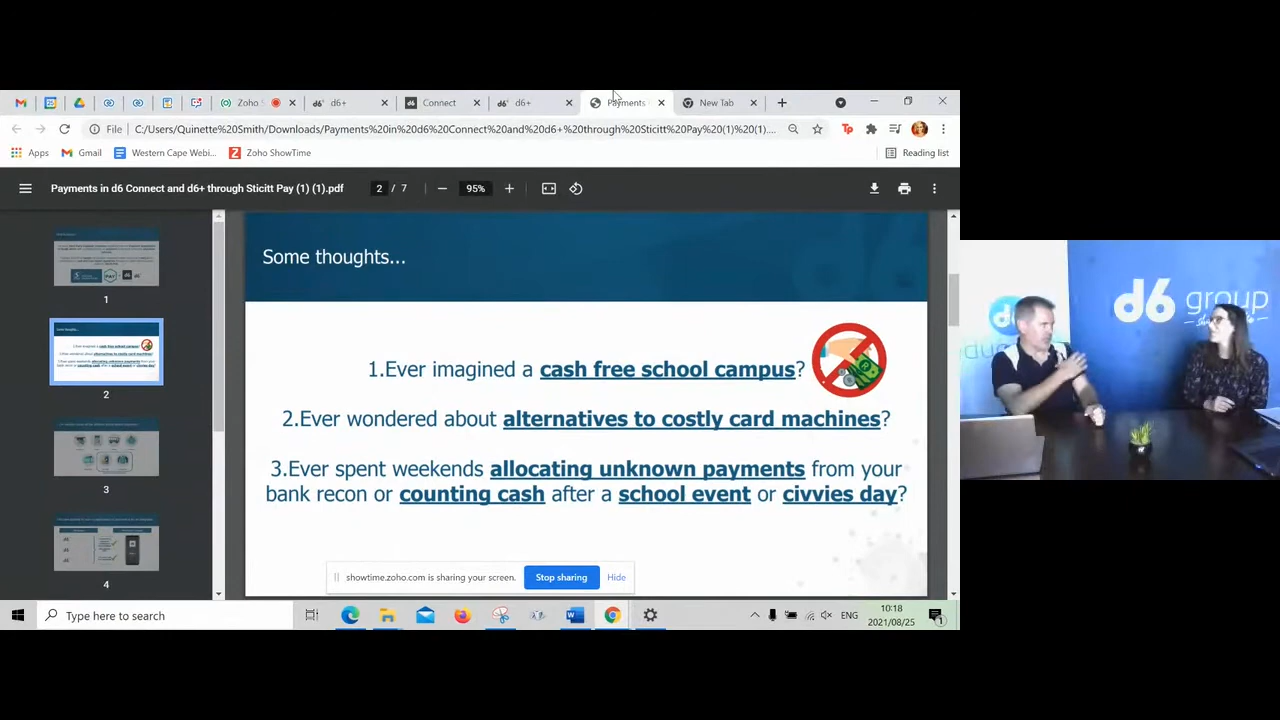 Zoho S
d6+
Connect
d6+
Payments
New Tab
File
C:/Users/Quinette%20Smith/Downloads/Payments%20in%20d6%20Connect%20and%20d6+%20through%20Sticitt%20Pay%20(1)%20(1)....
Apps
Gmail
Western Cape Webi...
Zoho ShowTime
Reading list
Payments in d6 Connect and d6+ through Sticitt Pay (1) (1).pdf
2 / 7
95%
Some thoughts...
1.Ever imagined a cash free school campus?
2.Ever wondered about alternatives to costly card machines?
3.Ever spent weekends allocating unknown payments from your
bank recon or counting cash after a school event or civvies day?
1
2
3
4
showtime.zoho.com is sharing your screen.
Stop sharing
Hide
d6 group
Type here to search
ENG
10:18
2021/08/25